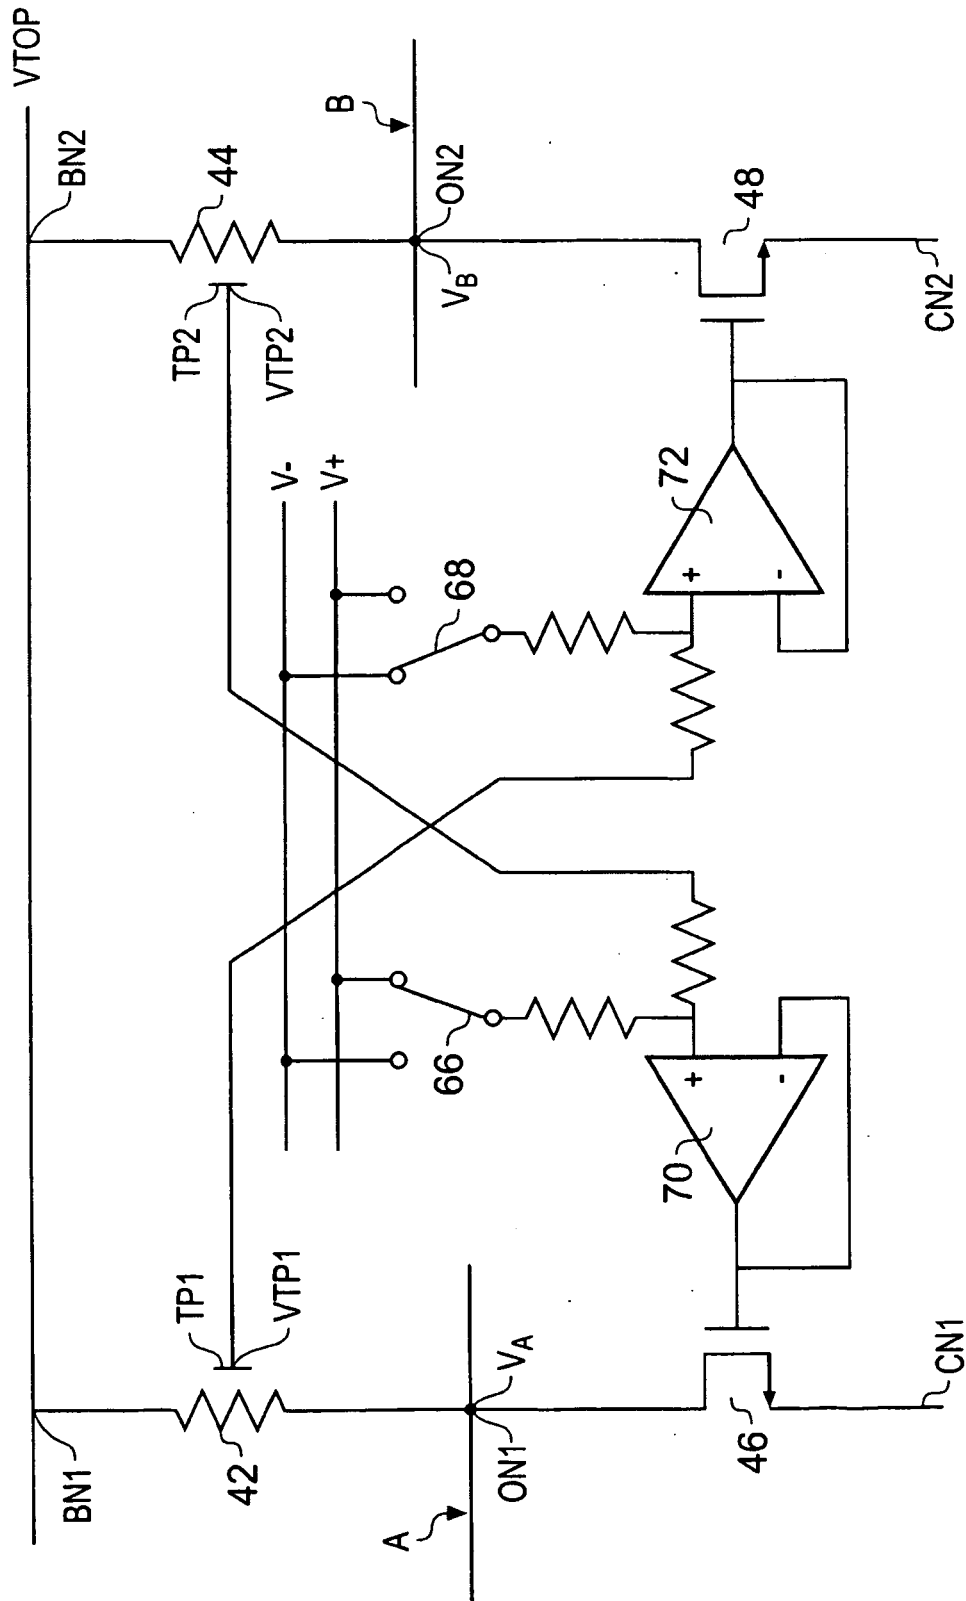 VTOP
BN1
BN2
42
44
TP1
VTP1
TP2
VTP2
V-
V+
A
B
ON1
VA
VB
ON2
66
68
70
+
-
72
+
-
46
48
CN1
CN2